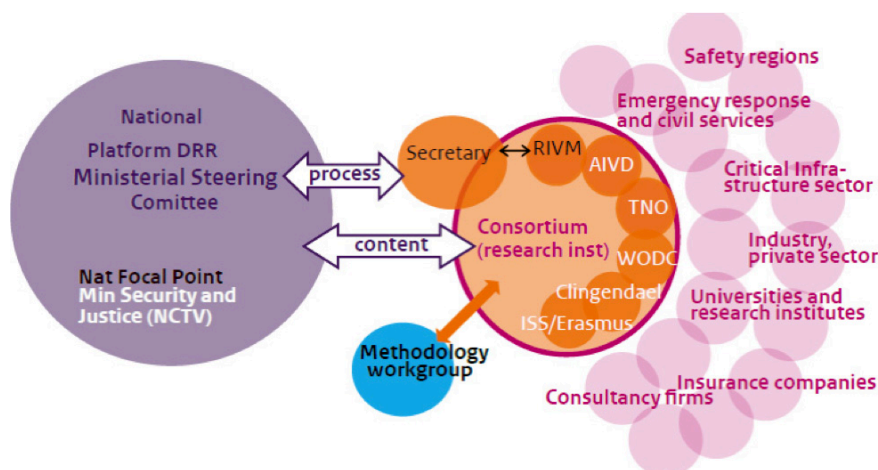 National
Platform DRR
Ministerial Steering
Comittee
Nat Focal Point
Min Security and
Justice (NCTV)
process
content
Secretary
RIVM
AIVD
TNO
WODC
Clingendael
ISS/Erasmus
Consortium
(research inst)
Methodology
workgroup
Safety regions
Emergency response
and civil services
Critical Infra-
structure sector
Industry,
private sector
Universities and
research institutes
Insurance companies
Consultancy firms